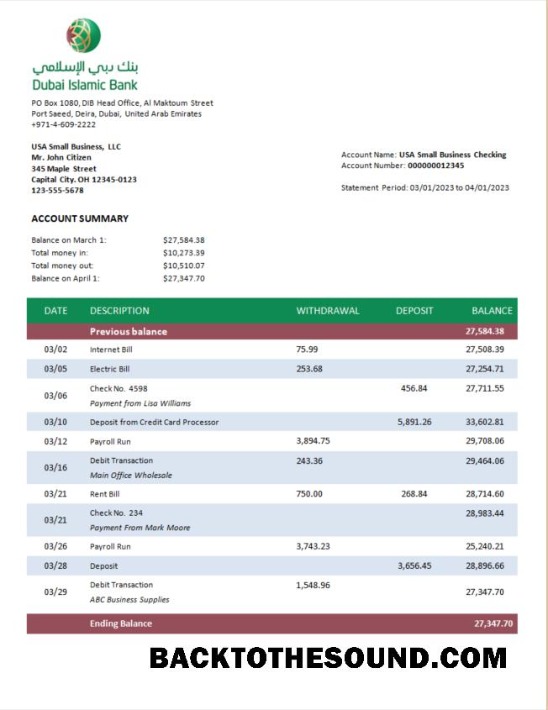 بنك دبي الإسلامي
Dubai Islamic Bank
PO Box 1080, DIB Head Office, Al Maktoum Street
Port Saeed, Deira, Dubai, United Arab Emirates
+971-4-609-2222
USA Small Business, LLC
Mr. John Citizen
345 Maple Street
Capital City. OH 12345-0123
123-555-5678
Account Name: USA Small Business Checking
Account Number: 000000012345
Statement Period: 03/01/2023 to 04/01/2023
ACCOUNT SUMMARY
Balance on March 1: $27,584.38
Total money in: $10,273.39
Total money out: $10,510.07
Balance on April 1: $27,347.70
DATE DESCRIPTION WITHDRAWAL DEPOSIT BALANCE
Previous balance 27,584.38
03/02 Internet Bill 75.99 27,508.39
03/05 Electric Bill 253.68 27,254.71
03/06 Check No. 4598 456.84 27,711.55
Payment from Lisa Williams
03/10 Deposit from Credit Card Processor 5,891.26 33,602.81
03/12 Payroll Run 3,894.75 29,708.06
03/16 Debit Transaction 243.36 29,464.06
Main Office Wholesale
03/21 Rent Bill 750.00 268.84 28,714.60
03/21 Check No. 234 28,983.44
Payment From Mark Moore
03/26 Payroll Run 3,743.23 25,240.21
03/28 Deposit 3,656.45 28,896.66
03/29 Debit Transaction 1,548.96 27,347.70
ABC Business Supplies
Ending Balance 27,347.70
BACKTOTHESOUND.COM